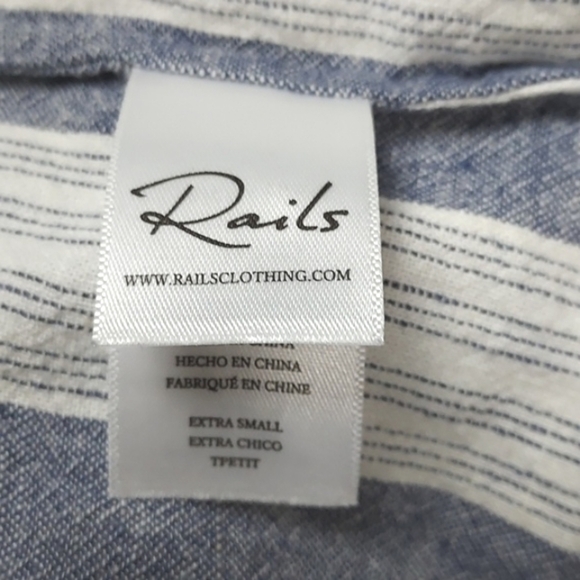 Rails
WWW.RAILSCLOTHING.COM
HECHO EN CHINA
FABRIQUÉ EN CHINE
EXTRA SMALL
EXTRA CHICO
TPETIT